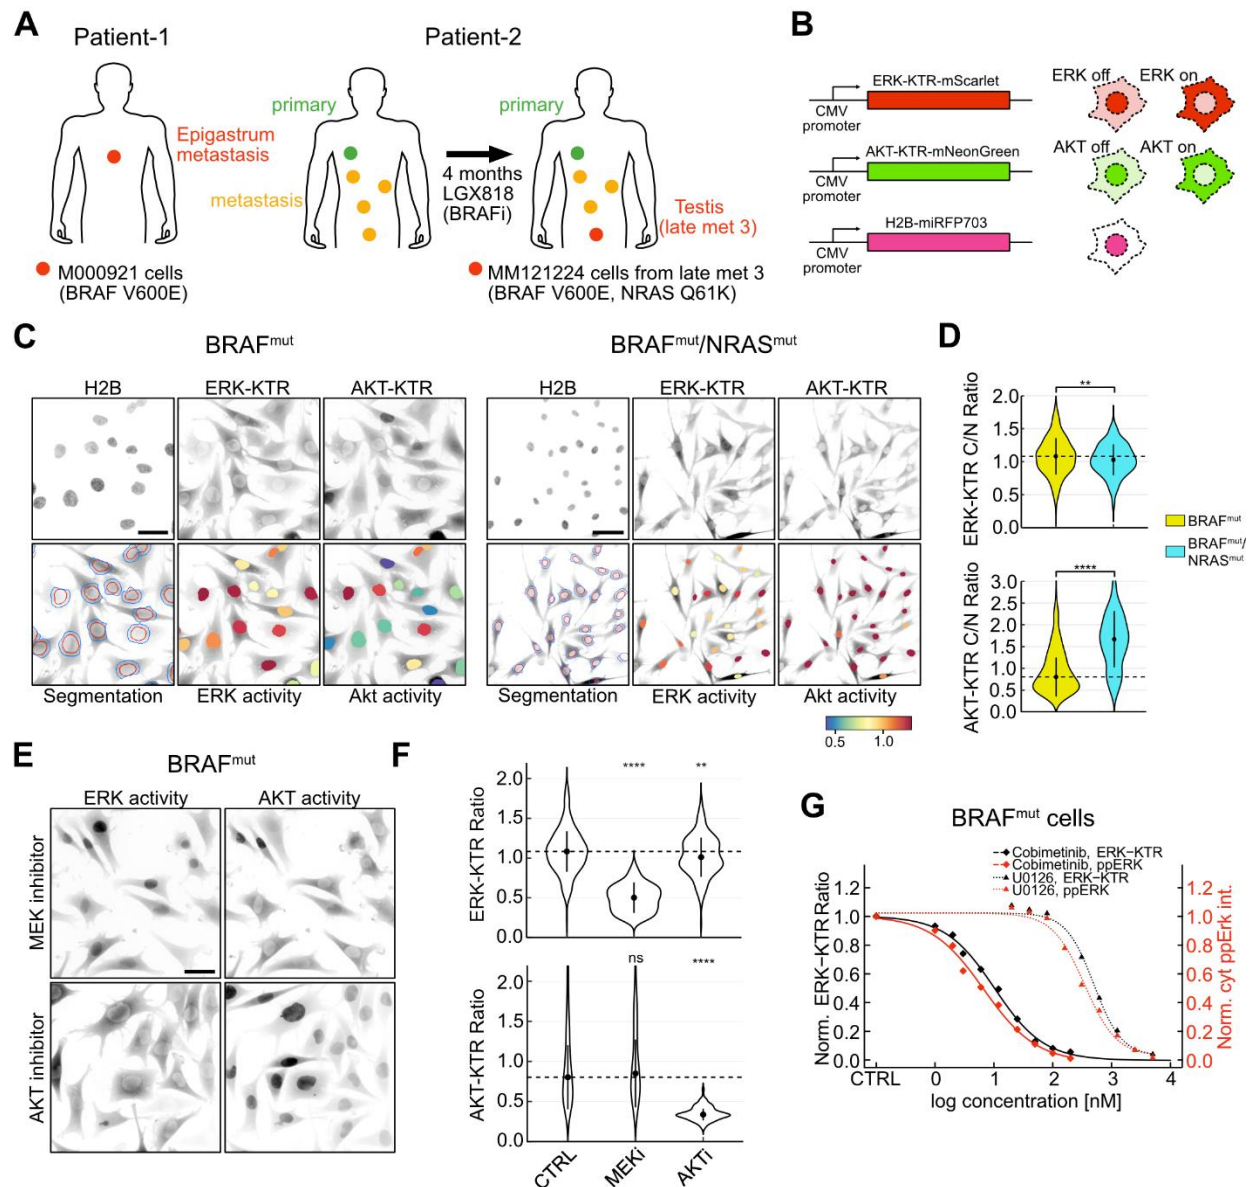 A
Patient-1
Patient-2
Epigastrum
metastasis
primary
metastasis
4 months
LGX818
(BRAFi)
primary
Testis
(late met 3)
M000921 cells
(BRAF V600E)
MM121224 cells from late met 3
(BRAF V600E, NRAS Q61K)
B
ERK-KTR-mScarlet
CMV
promoter
ERK off
ERK on
AKT-KTR-mNeonGreen
CMV
promoter
AKT off
AKT on
H2B-miRFP703
CMV
promoter
C
BRAFmut
BRAFmut/NRASmut
H2B
ERK-KTR
AKT-KTR
H2B
ERK-KTR
AKT-KTR
Segmentation
ERK activity
Akt activity
Segmentation
ERK activity
Akt activity
0.5
1.0
D
ERK-KTR C/N Ratio
2.0
1.5
1.0
0.5
0.0
**
AKT-KTR C/N Ratio
3.0
2.5
2.0
1.5
1.0
0.5
0.0
****
BRAFmut
BRAFmut/
NRASmut
E
BRAFmut
ERK activity
AKT activity
MEK inhibitor
AKT inhibitor
F
ERK-KTR Ratio
2.0
1.5
1.0
0.5
0.0
****
**
AKT-KTR Ratio
2.0
1.5
1.0
0.5
0.0
ns
****
CTRL
MEKi
AKTi
G
BRAFmut cells
Cobimetinib, ERK−KTR
Cobimetinib, ppERK
U0126, ERK−KTR
U0126, ppERK
Norm. ERK−KTR Ratio
1.2
1.0
0.8
0.6
0.4
0.2
0.0
1.2
1.0
0.8
0.6
0.4
0.2
0.0
Norm. cyt ppErk int.
CTRL
0
1
2
3
4
log concentration [nM]